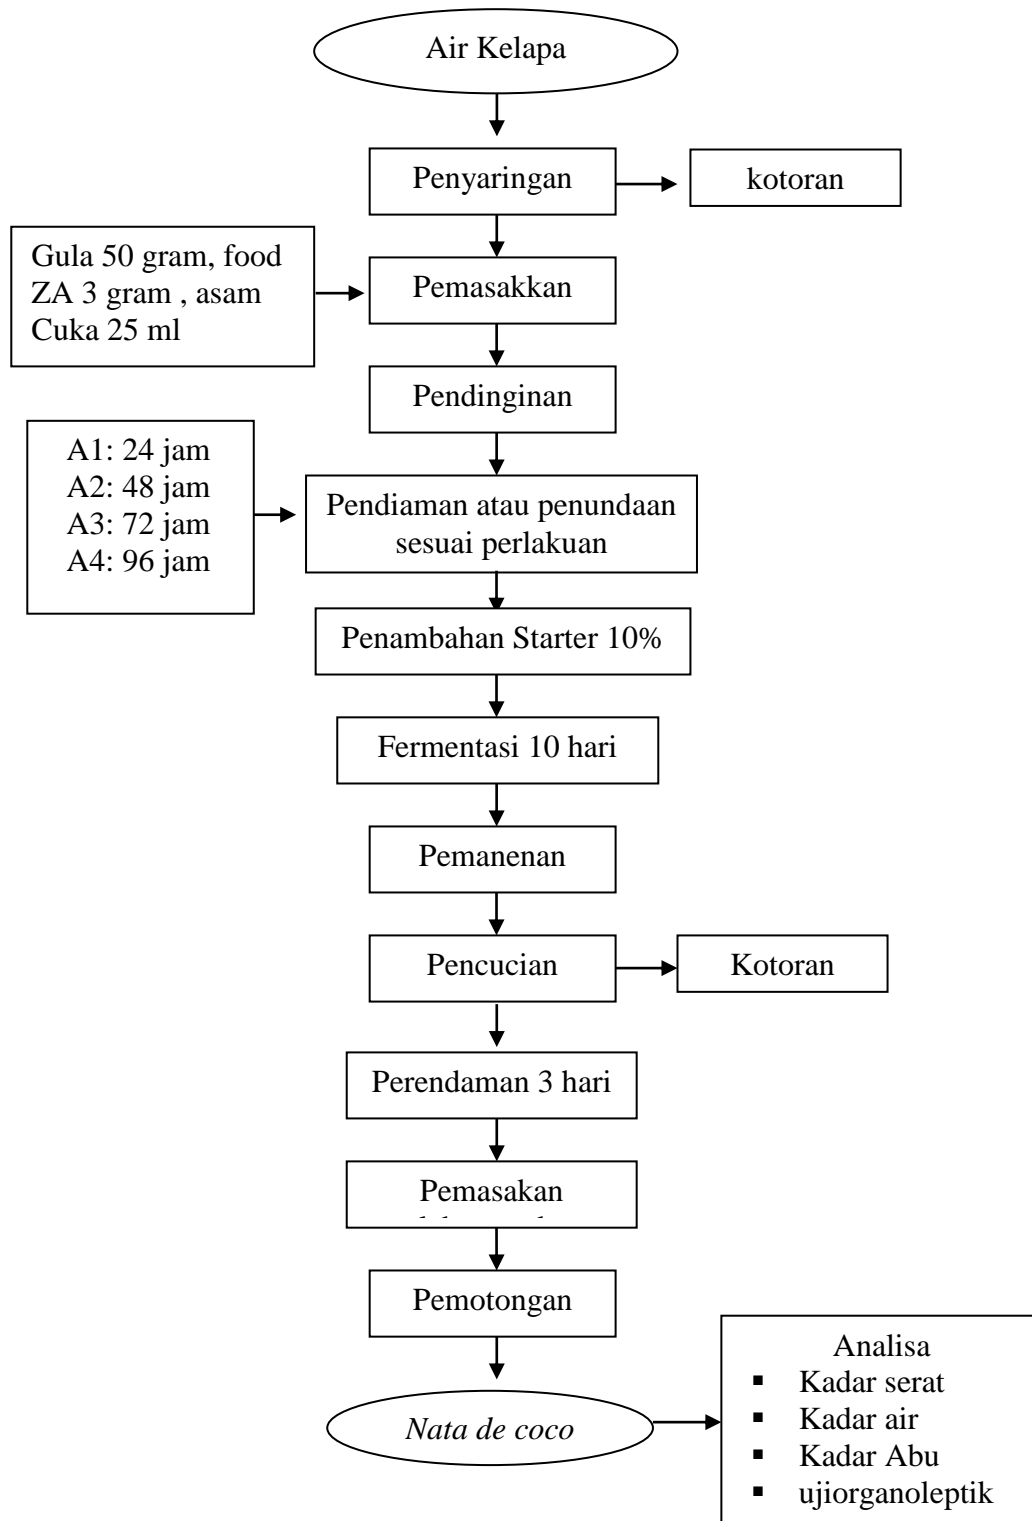 Air Kelapa
Penyaringan
kotoran
Gula 50 gram, food
ZA 3 gram , asam
Cuka 25 ml
Pemasakkan
Pendinginan
A1: 24 jam
A2: 48 jam
A3: 72 jam
A4: 96 jam
Pendiaman atau penundaan
sesuai perlakuan
Penambahan Starter 10%
Fermentasi 10 hari
Pemanenan
Pencucian
Kotoran
Perendaman 3 hari
Pemasakan
Pemotongan
Nata de coco
Analisa
▪ Kadar serat
▪ Kadar air
▪ Kadar Abu
▪ ujiorganoleptik